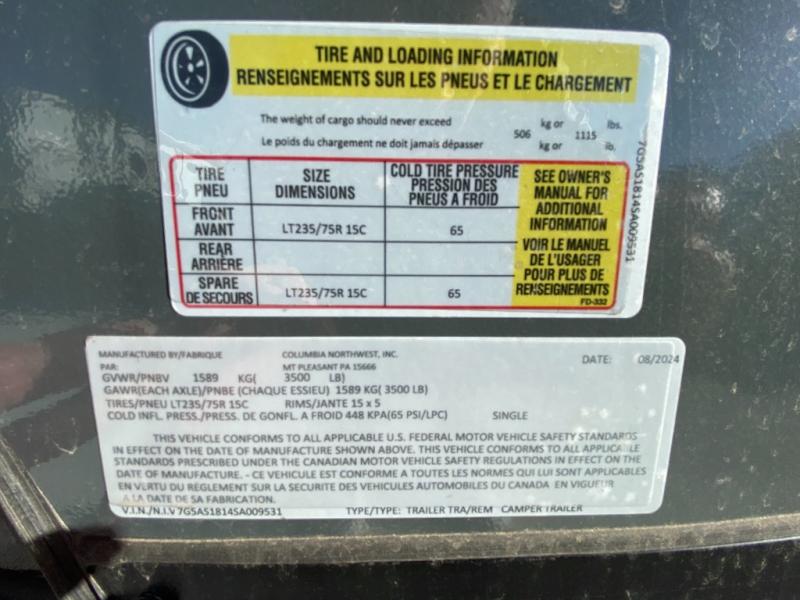 TIRE AND LOADING INFORMATION
RENSEIGNEMENTS SUR LES PNEUS ET LE CHARGEMENT
The weight of cargo should never exceed 506 kg or 1115 lbs.
Le poids du chargement ne doit jamais dépasser kg or lb.
TIRE PNEU SIZE DIMENSIONS COLD TIRE PRESSURE PRESSION DES PNEUS A FROID
FRONT AVANT LT235/75R 15C 65
REAR ARRIÈRE
SPARE DE SECOURS LT235/75R 15C 65
SEE OWNER'S
MANUAL FOR
ADDITIONAL
INFORMATION
VOIR LE MANUEL
DE L'USAGER
POUR PLUS DE
RENSEIGNEMENTS
FD-332
7G5AS1814SA009531
MANUFACTURED BY/FABRIQUE COLUMBIA NORTHWEST, INC. DATE: 08/2024
PAR: MT PLEASANT PA 15666
GVWR/PNBV 1589 KG( 3500 LB)
GAWR(EACH AXLE)/PNBE (CHAQUE ESSIEU) 1589 KG( 3500 LB)
TIRES/PNEU LT235/75R 15C RIMS/JANTE 15 x 5
COLD INFL. PRESS./PRESS. DE GONFL. A FROID 448 KPA(65 PSI/LPC) SINGLE
THIS VEHICLE CONFORMS TO ALL APPLICABLE U.S. FEDERAL MOTOR VEHICLE SAFETY STANDARDS
IN EFFECT ON THE DATE OF MANUFACTURE SHOWN ABOVE. THIS VEHICLE CONFORMS TO ALL APPLICABLE
STANDARDS PRESCRIBED UNDER THE CANADIAN MOTOR VEHICLE SAFETY REGULATIONS IN EFFECT ON THE
DATE OF MANUFACTURE. - CE VEHICULE EST CONFORME A TOUTES LES NORMES QUI LUI SONT APPLICABLES
EN VERTU DU REGLEMENT SUR LA SECURITE DES VEHICULES AUTOMOBILES DU CANADA EN VIGUEUR
A LA DATE DE SA FABRICATION.
V.I.N./N.I.V 7G5AS1814SA009531 TYPE/TYPE: TRAILER TRA/REM CAMPER TRAILER